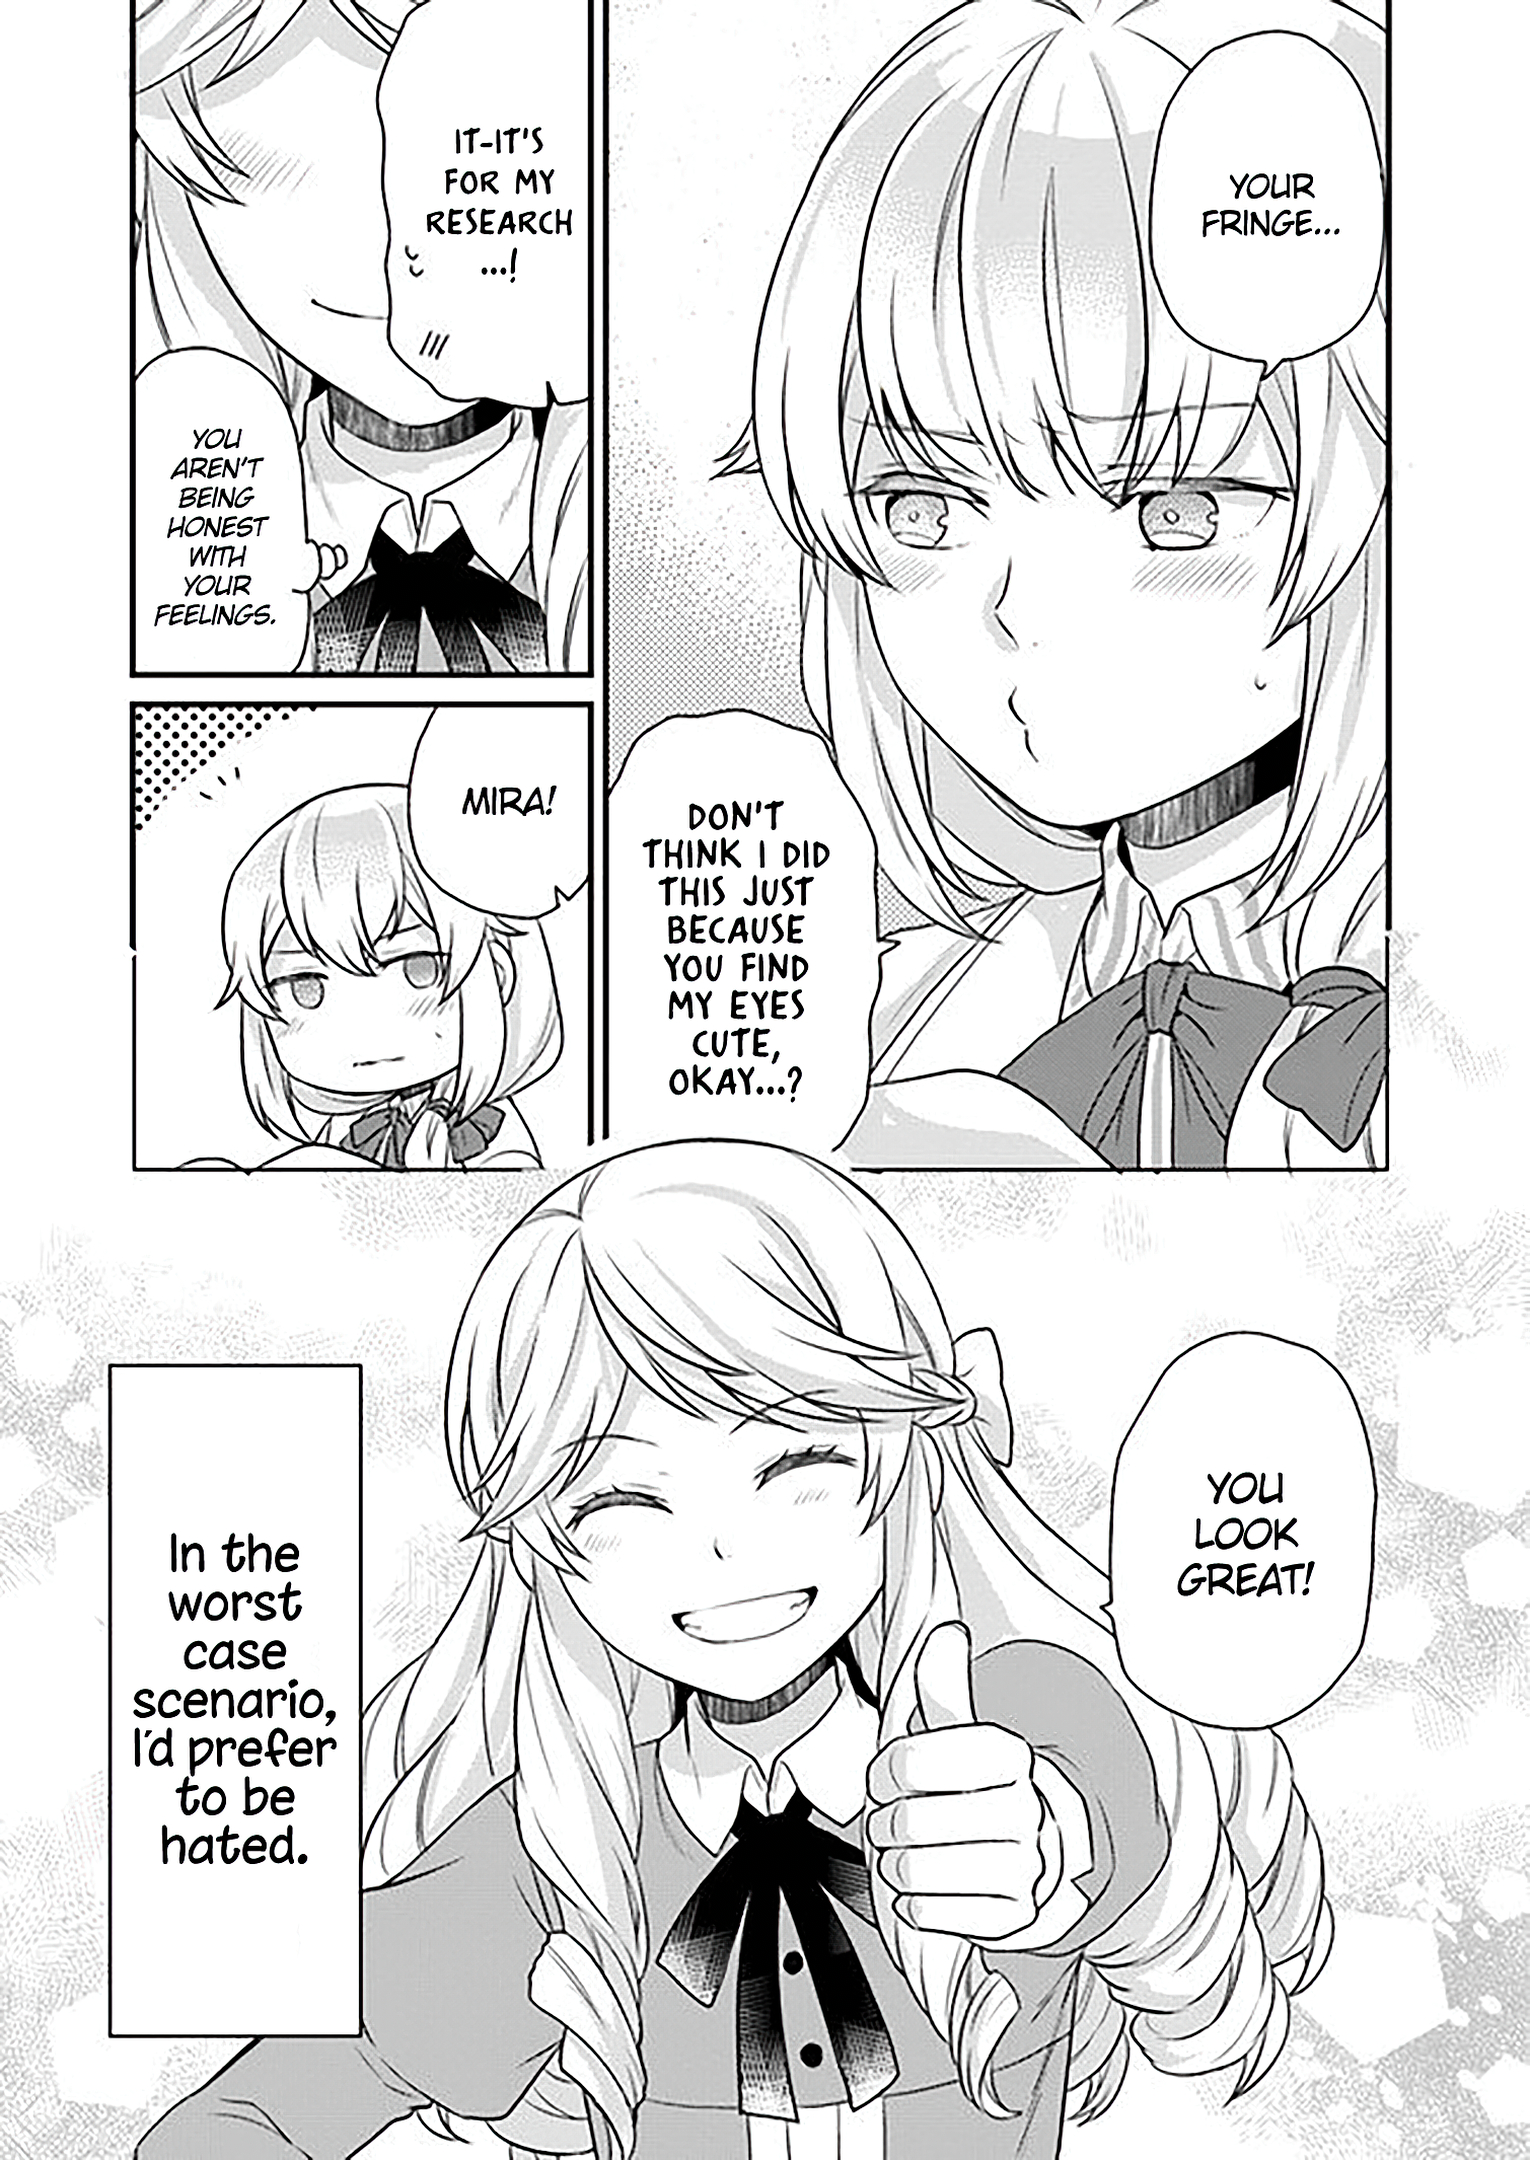 YOUR
FRINGE...
DON'T
THINK I DID
THIS JUST
BECAUSE
YOU FIND
MY EYES
CUTE,
OKAY...?
IT-IT'S
FOR MY
RESEARCH
...!
YOU
AREN'T
BEING
HONEST
WITH
YOUR
FEELINGS.
MIRA!
YOU
LOOK
GREAT!
In the
worst
case
scenario,
I'd prefer
to be
hated.